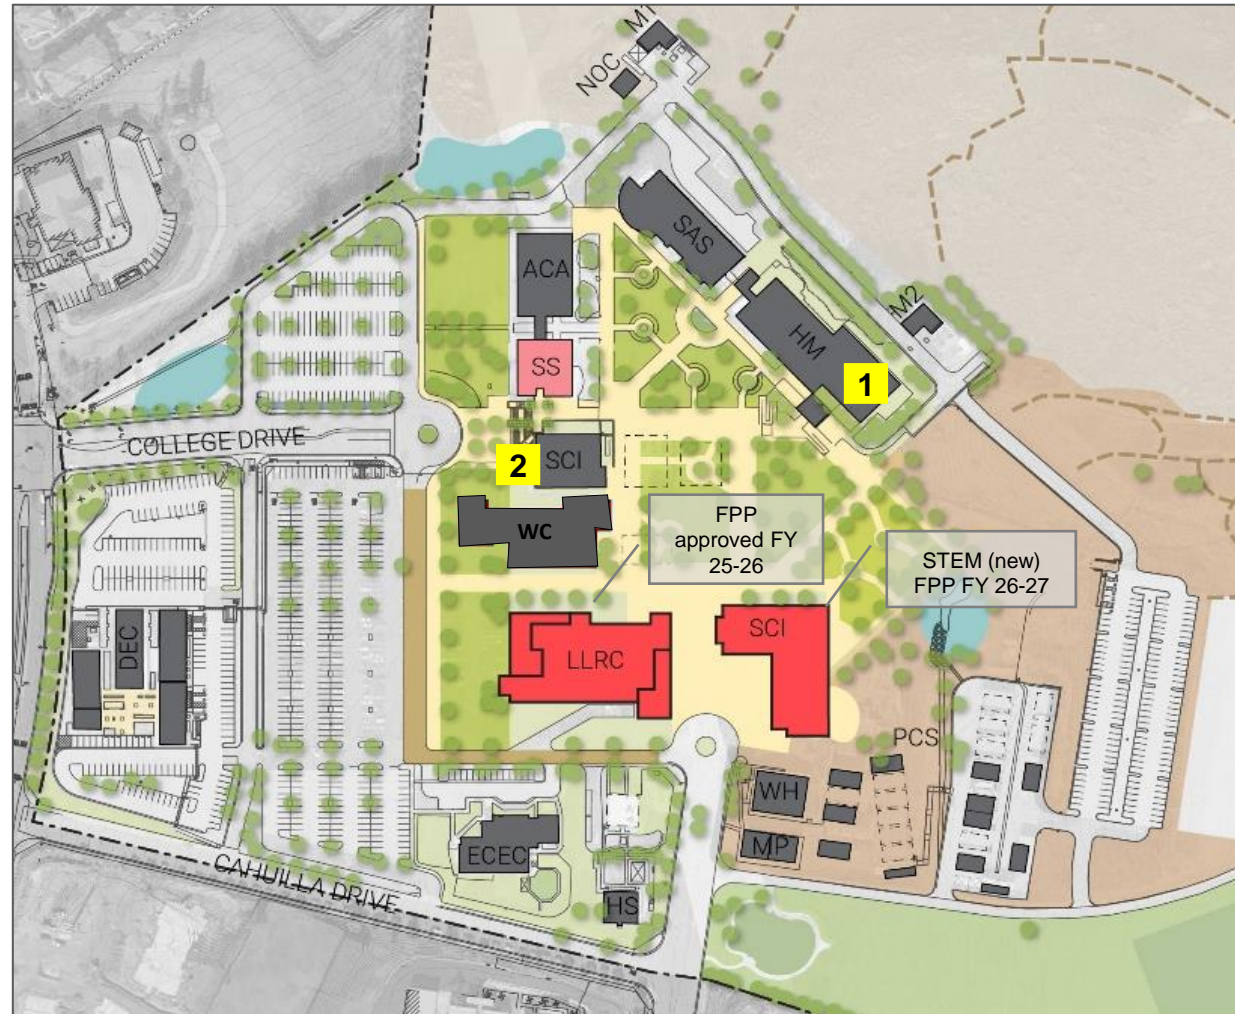 M1
NOC
SAS
ACA
M2
HM
SS
1
COLLEGE DRIVE
2
SCI
WC
FPP
approved FY
25-26
STEM (new)
FPP FY 26-27
SCI
LLRC
DEC
PCS
WH
MP
ECEC
CAHUILLA DRIVE
HS